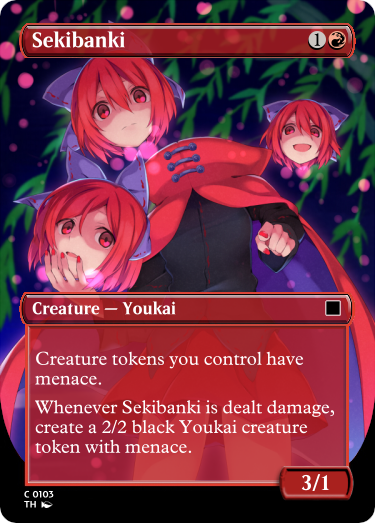 Sekibanki 1
Creature — Youkai
Creature tokens you control have
menace.
Whenever Sekibanki is dealt damage,
create a 2/2 black Youkai creature
token with menace.
3/1
C 0103
TH